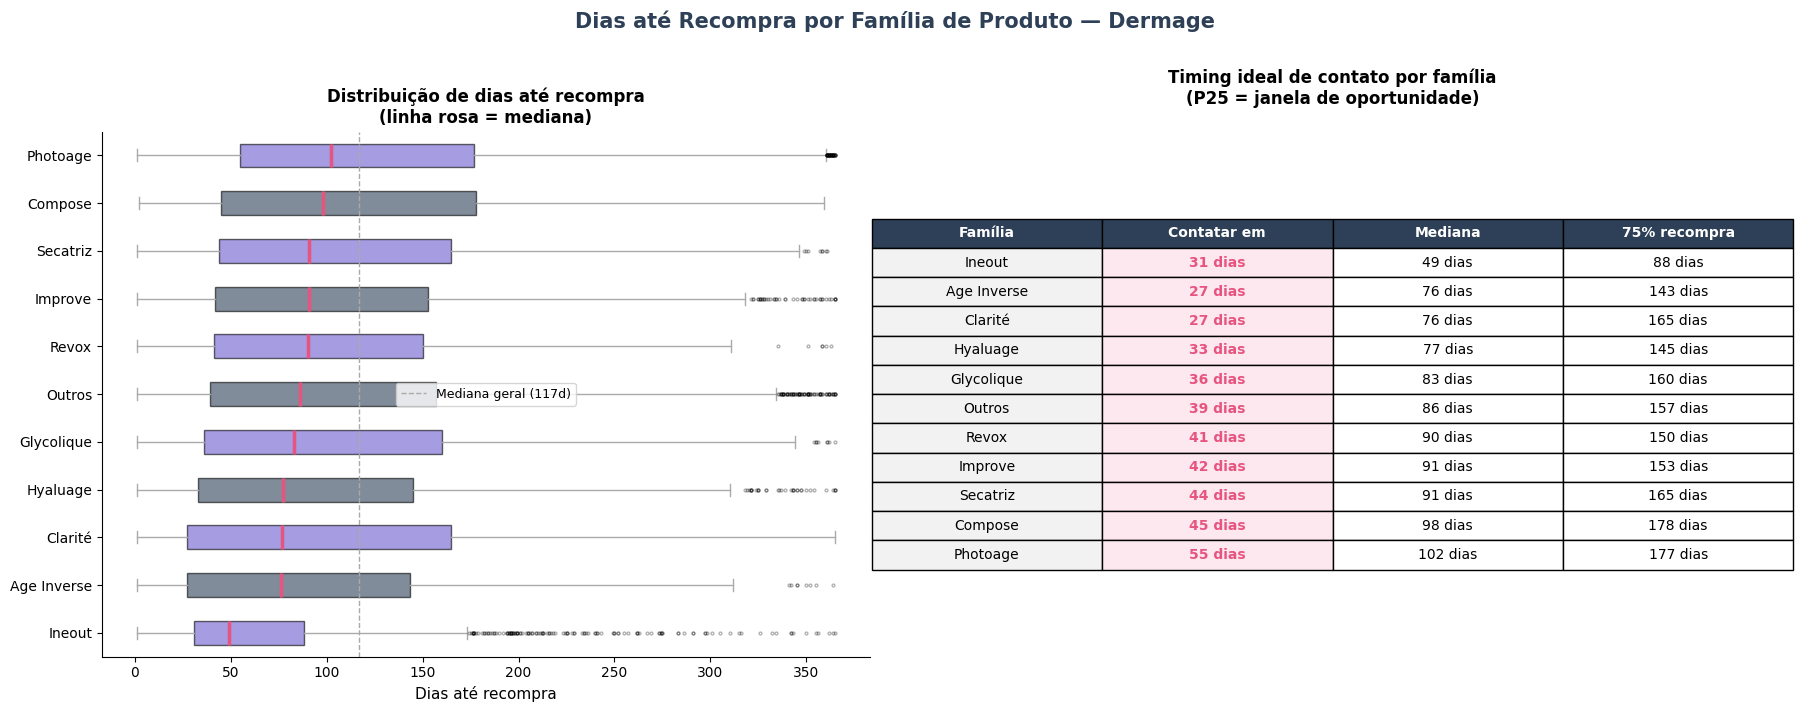 Dias até Recompra por Família de Produto — Dermage
Distribuição de dias até recompra
(linha rosa = mediana)
Photoage
Compose
Secatriz
Improve
Revox
Outros
Glycolique
Hyaluage
Clarité
Age Inverse
Ineout
Mediana geral (117d)
0 50 100 150 200 250 300 350
Dias até recompra
Timing ideal de contato por família
(P25 = janela de oportunidade)
Família Contatar em Mediana 75% recompra
Ineout 31 dias 49 dias 88 dias
Age Inverse 27 dias 76 dias 143 dias
Clarité 27 dias 76 dias 165 dias
Hyaluage 33 dias 77 dias 145 dias
Glycolique 36 dias 83 dias 160 dias
Outros 39 dias 86 dias 157 dias
Revox 41 dias 90 dias 150 dias
Improve 42 dias 91 dias 153 dias
Secatriz 44 dias 91 dias 165 dias
Compose 45 dias 98 dias 178 dias
Photoage 55 dias 102 dias 177 dias